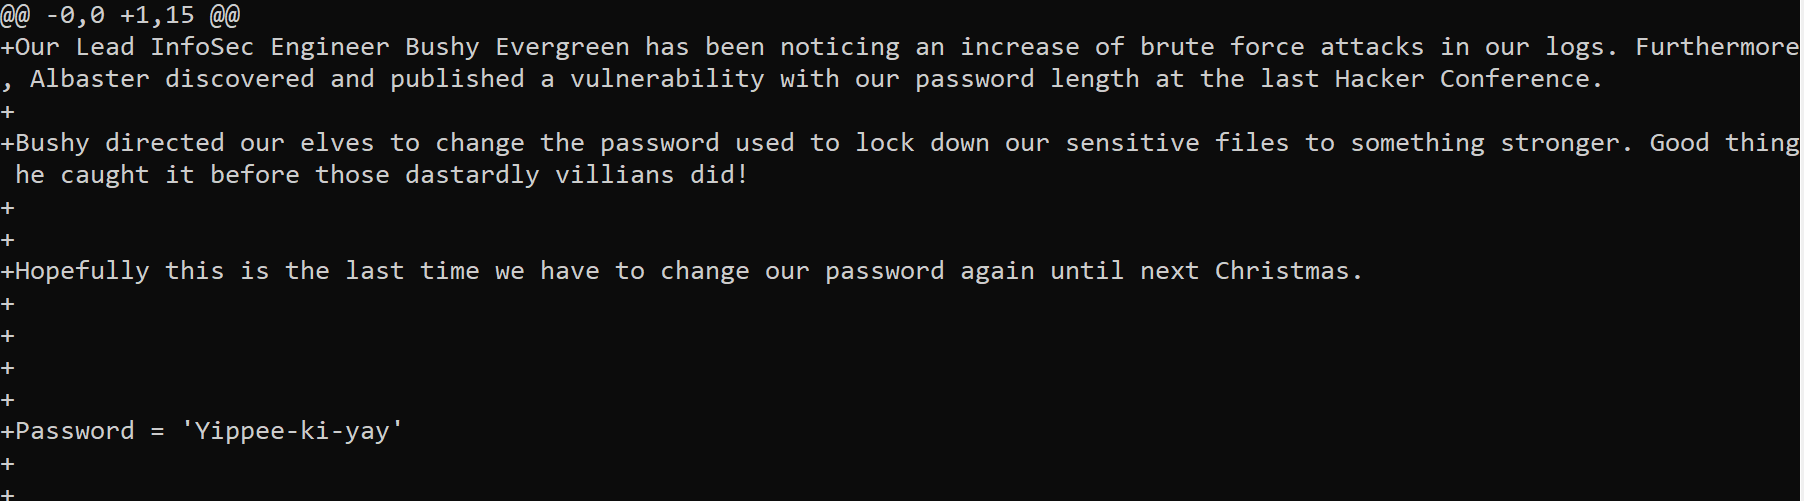 @@ -0,0 +1,15 @@
+Our Lead InfoSec Engineer Bushy Evergreen has been noticing an increase of brute force attacks in our logs. Furthermore
, Albaster discovered and published a vulnerability with our password length at the last Hacker Conference.
+
+Bushy directed our elves to change the password used to lock down our sensitive files to something stronger. Good thing
 he caught it before those dastardly villians did!
+
+
+Hopefully this is the last time we have to change our password again until next Christmas.
+
+
+
+
+Password = 'Yippee-ki-yay'
+
+